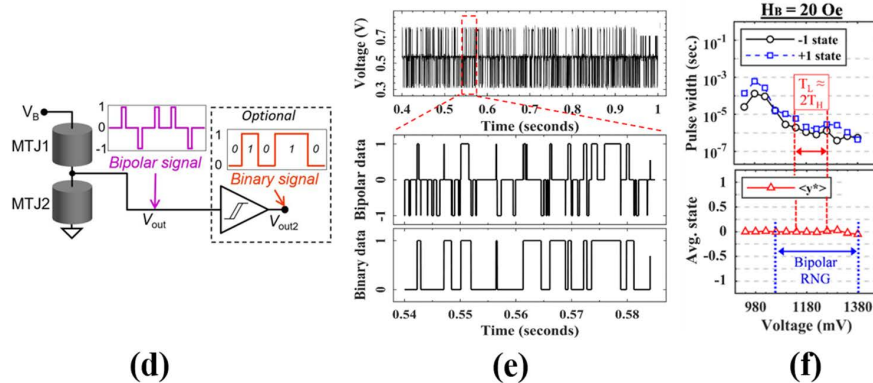 V_B
MTJ1
MTJ2
1
0
-1
Bipolar signal
V_out
Optional
1
0
0 1 0 1 0
Binary signal
V_out2
(d)
Voltage (V)
0.3 0.5 0.7 0.9
0.4 0.5 0.6 0.7 0.8 0.9 1
Time (seconds)
Bipolar data
1
0
-1
Binary data
1
0
0.54 0.55 0.56 0.57 0.58
Time (seconds)
(e)
H_B = 20 Oe
Pulse width (sec.)
10^-1
10^-3
10^-5
10^-7
-1 state
+1 state
T_L ≈
2T_H
Avg. state
1
0.5
0
-0.5
-1
<y*>
Bipolar
RNG
980 1180 1380
Voltage (mV)
(f)